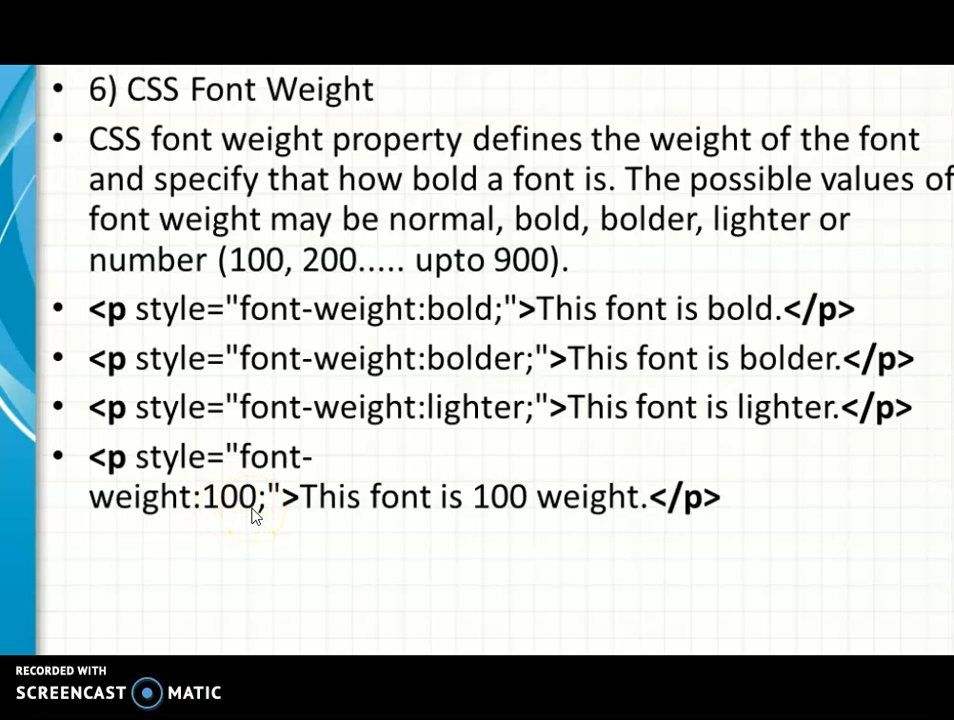 • 6) CSS Font Weight
• CSS font weight property defines the weight of the font
and specify that how bold a font is. The possible values of
font weight may be normal, bold, bolder, lighter or
number (100, 200..... upto 900).
• <p style="font-weight:bold;">This font is bold.</p>
• <p style="font-weight:bolder;">This font is bolder.</p>
• <p style="font-weight:lighter;">This font is lighter.</p>
• <p style="font-
weight:100;">This font is 100 weight.</p>
RECORDED WITH
SCREENCAST MATIC